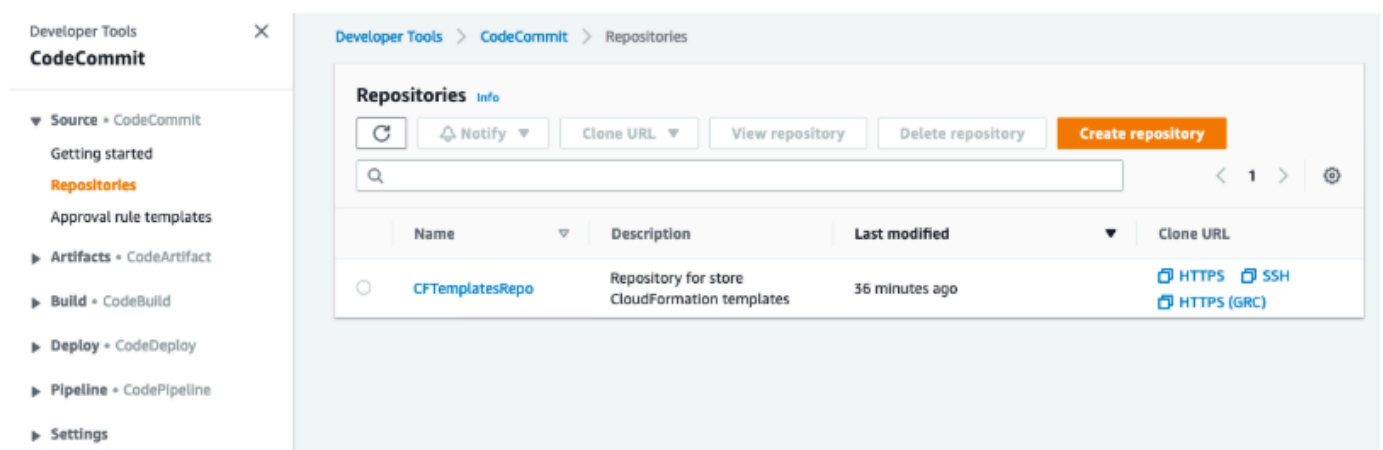 Developer Tools
CodeCommit
Source • CodeCommit
Getting started
Repositories
Approval rule templates
Artifacts • CodeArtifact
Build • CodeBuild
Deploy • CodeDeploy
Pipeline • CodePipeline
Settings
Developer Tools > CodeCommit > Repositories
Repositories Info
Notify Clone URL View repository Delete repository Create repository
< 1 >
Name Description Last modified Clone URL
CFTemplatesRepo Repository for store CloudFormation templates 36 minutes ago HTTPS SSH
HTTPS (GRC)